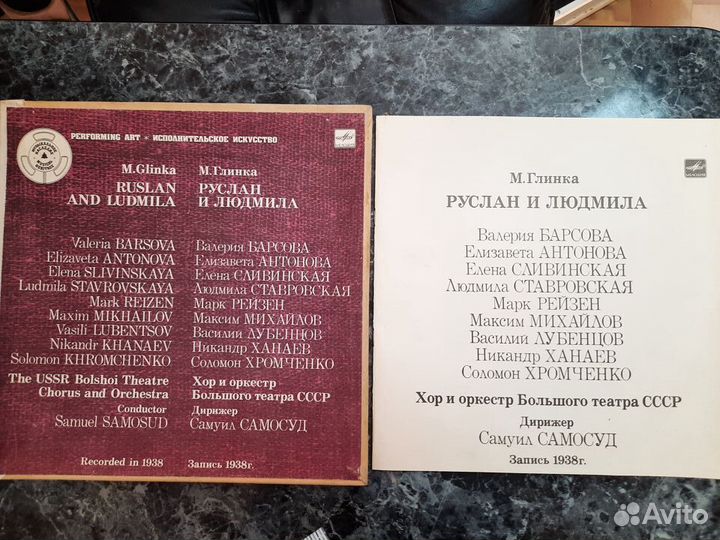 PERFORMING ART • ИСПОЛНИТЕЛЬСКОЕ ИСКУССТВО
МЕЛОДИЯ
M.Glinka
RUSLAN
AND LUDMILA
Valeria BARSOVA
Elizaveta ANTONOVA
Elena SLIVINSKAYA
Ludmila STAVROVSKAYA
Mark REIZEN
Maxim MIKHAILOV
Vasili LUBENTSOV
Nikandr KHANAEV
Solomon KHROMCHENKO
The USSR Bolshoi Theatre
Chorus and Orchestra
Conductor
Samuel SAMOSUD
Recorded in 1938
М.Глинка
РУСЛАН
И ЛЮДМИЛА
Валерия БАРСОВА
Елизавета АНТОНОВА
Елена СЛИВИНСКАЯ
Людмила СТАВРОВСКАЯ
Марк РЕЙЗЕН
Максим МИХАЙЛОВ
Василий ЛУБЕНЦОВ
Никандр ХАНАЕВ
Соломон ХРОМЧЕНКО
Хор и оркестр
Большого театра СССР
Дирижер
Самуил САМОСУД
Запись 1938г.
М.Глинка
РУСЛАН И ЛЮДМИЛА
МЕЛОДИЯ
Валерия БАРСОВА
Елизавета АНТОНОВА
Елена СЛИВИНСКАЯ
Людмила СТАВРОВСКАЯ
Марк РЕЙЗЕН
Максим МИХАЙЛОВ
Василий ЛУБЕНЦОВ
Никандр ХАНАЕВ
Соломон ХРОМЧЕНКО
Хор и оркестр Большого театра СССР
Дирижер
Самуил САМОСУД
Запись 1938г.
Avito